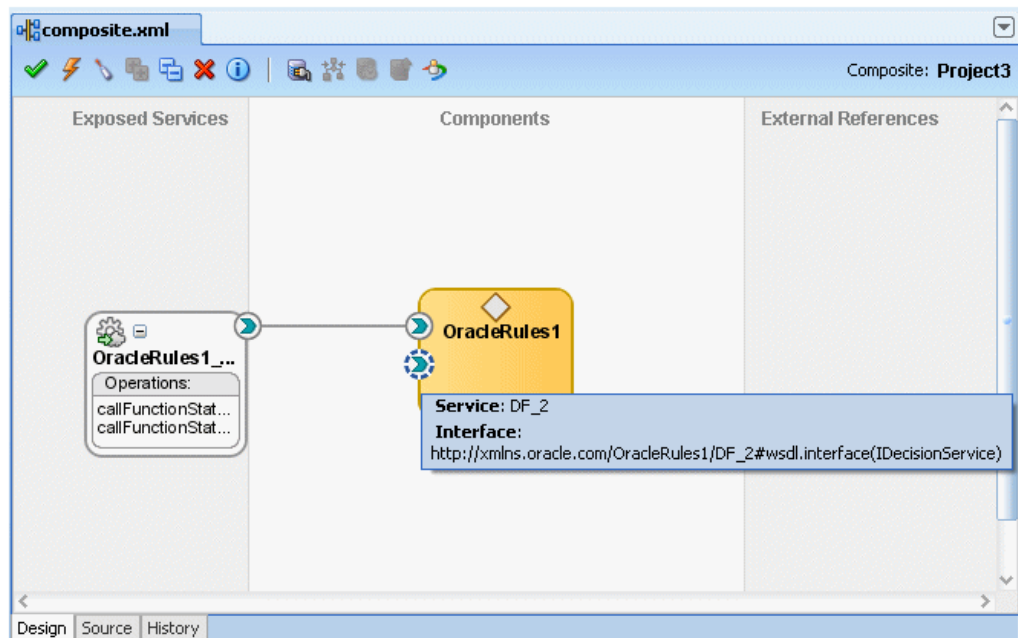 composite.xml
Composite: Project3
Exposed Services
Components
External References
OracleRules1_...
Operations:
callFunctionStat...
callFunctionStat...
OracleRules1
Service: DF_2
Interface:
http://xmlns.oracle.com/OracleRules1/DF_2#wsdl.interface(IDecisionService)
Design Source History